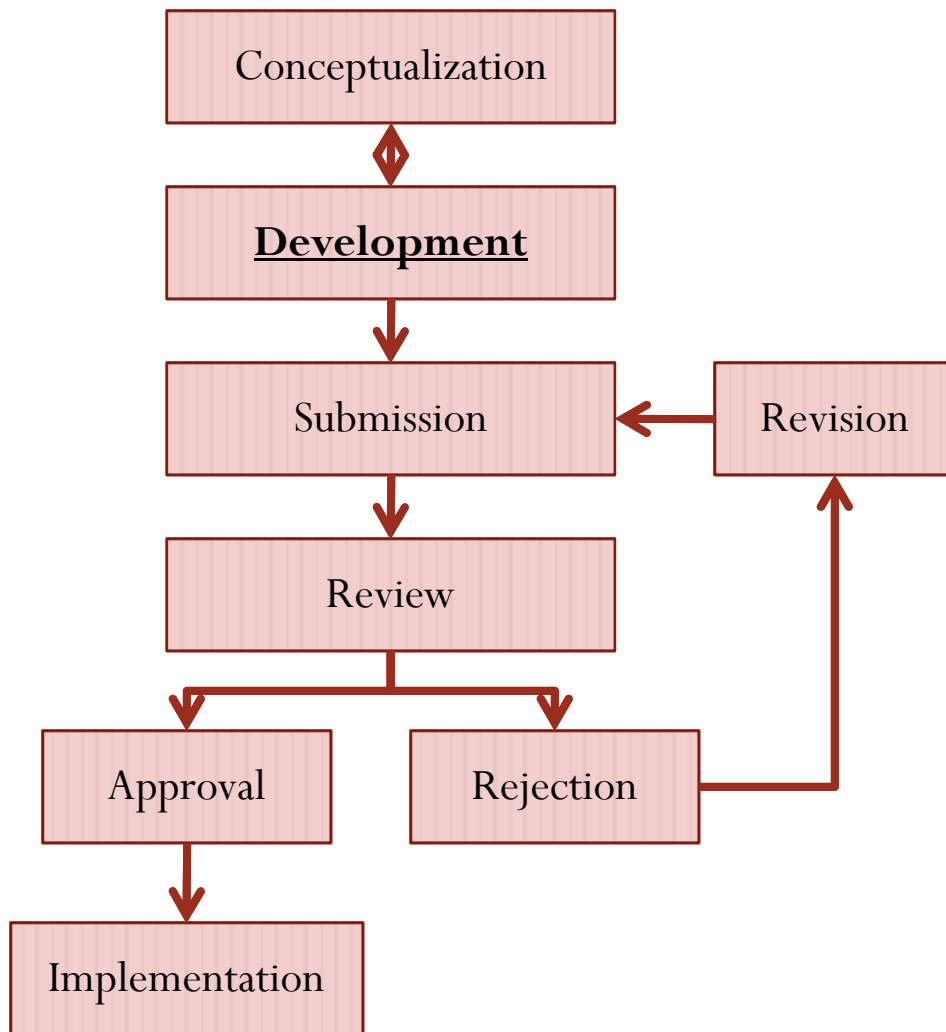 Conceptualization
Development
Submission
Revision
Review
Approval
Rejection
Implementation